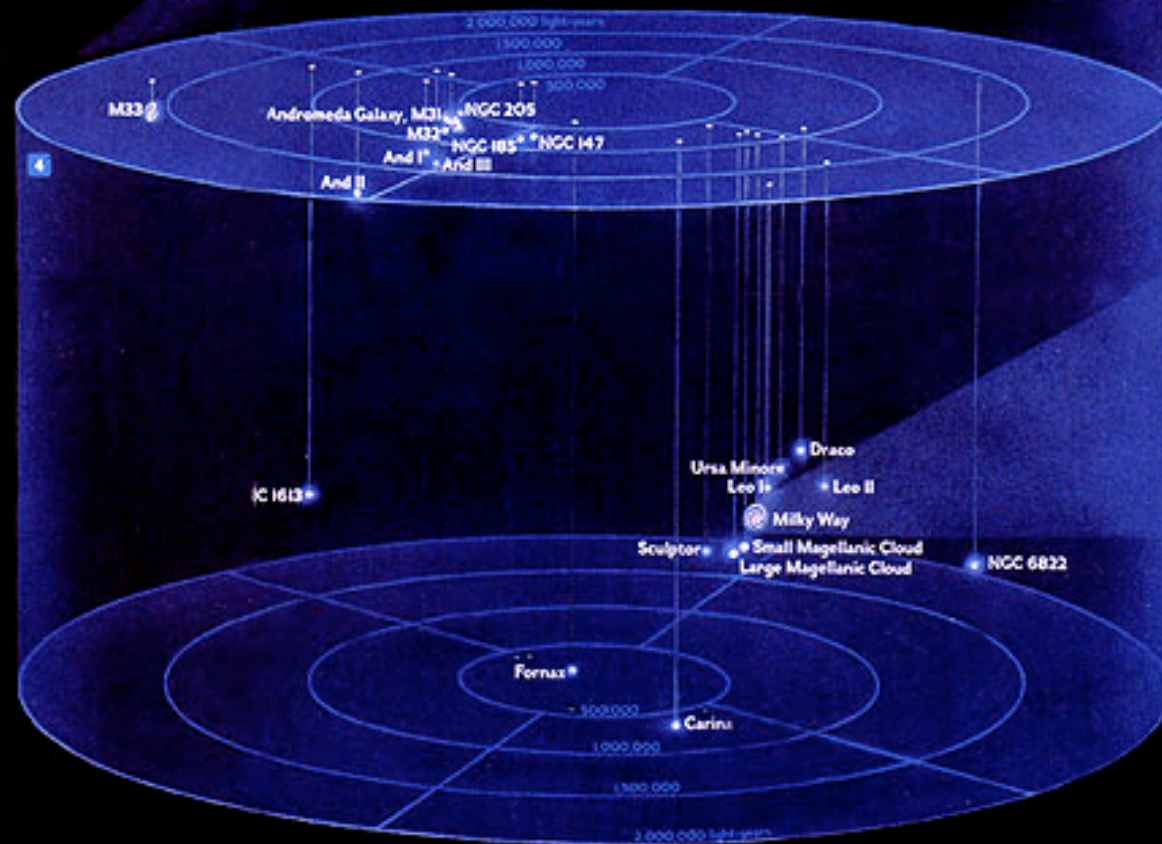 2,000,000 light-years
1,500,000
1,000,000
500,000
M33
Andromeda Galaxy, M31
NGC 205
M32
NGC 185
NGC 147
And I
And III
And II
4
Draco
Ursa Minor
Leo I
Leo II
IC 1613
Milky Way
Sculptor
Small Magellanic Cloud
Large Magellanic Cloud
NGC 6822
Fornax
500,000
Carina
1,000,000
1,500,000
2,000,000 light-years